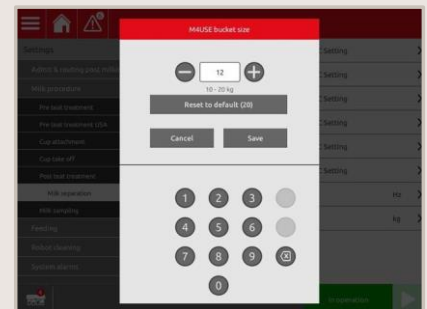 M4USE bucket size
Settings
12
Setting
10 - 20 kg
Setting
Milk procedure
Reset to default (20)
Setting
Pre teat treatment
Setting
Pre teat treatment USA
Cancel
Save
Setting
Cup attachment
Cup take off
Setting
Post teat treatment
Milk separation
1 2 3
Hz
Milk sampling
kg
4 5 6
Feeding
Robot cleaning
7 8 9
System alarms
0
In operation